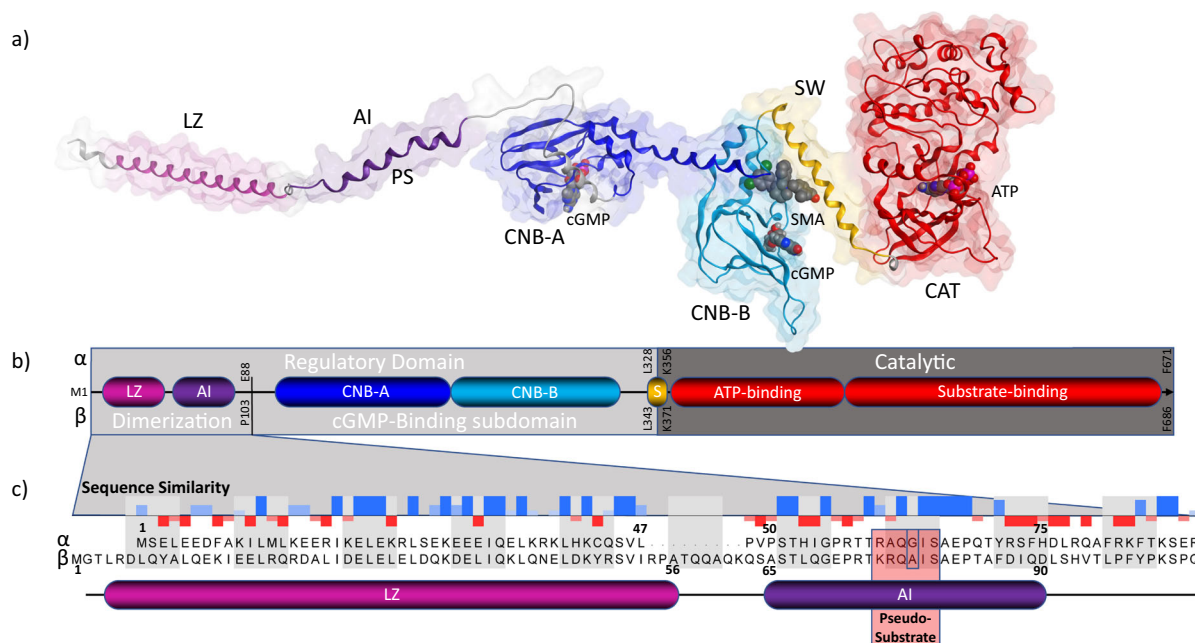 a)
LZ
AI
PS
CNB-A
cGMP
SW
SMA
cGMP
CNB-B
ATP
CAT
b)
α
Regulatory Domain
Catalytic
E88
L328
K356
F671
M1
LZ
AI
CNB-A
CNB-B
S
ATP-binding
Substrate-binding
β
Dimerization
P103
cGMP-Binding subdomain
L343
K371
F686
c)
Sequence Similarity
1
47
50
75
α
MSELEEDFAKILMLKEERIKELEKRLSEKEEEIQELKRKLHKCQSVL.........PVPSTHIGPRTTRAQGISAEPQTYRSFHDLRQAFRKFTKSEF
β
MGTLRDLQYALQEKIEELRQRDALIDELELELDQKDELIQKLQNELDKYRSVIRPATQQAQKQSASTLQGEPRTKRQAISAEPTAFDIQDLSHVTLPFYPKSPQ
1
56
65
90
LZ
AI
Pseudo-
Substrate